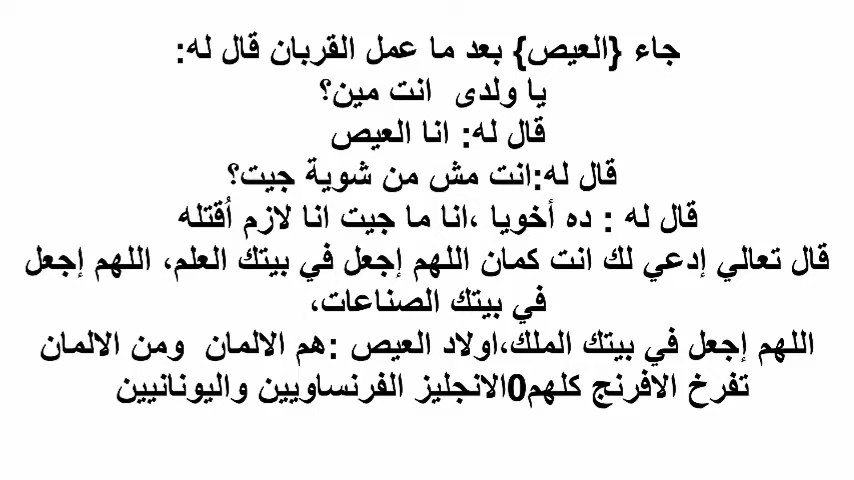 جاء {العيص} بعد ما عمل القربان قال له:
يا ولدى  انت مين؟
قال له: انا العيص
قال له:انت مش من شوية جيت؟
قال له : ده أخويا ،انا ما جيت انا لازم أقتله
قال تعالي إدعي لك انت كمان اللهم إجعل في بيتك العلم، اللهم إجعل
في بيتك الصناعات،
اللهم إجعل في بيتك الملك،اولاد العيص :هم الالمان  ومن الالمان
تفرخ الافرنج كلهم0الانجليز الفرنساويين واليونانيين